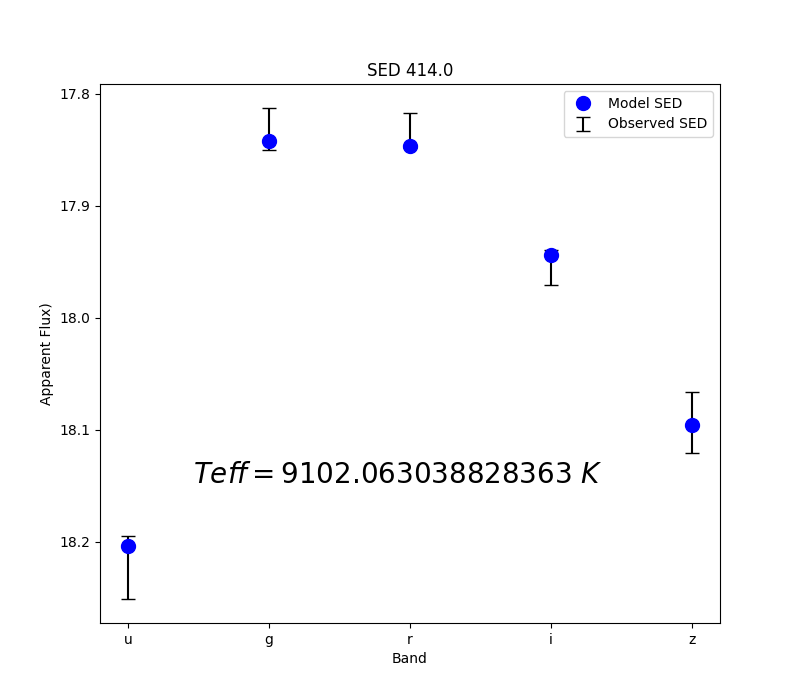 SED 414.0
Model SED
Observed SED
17.8
17.9
18.0
18.1
18.2
Apparent Flux)
Teff = 9102.063038828363 K
u g r i z
Band